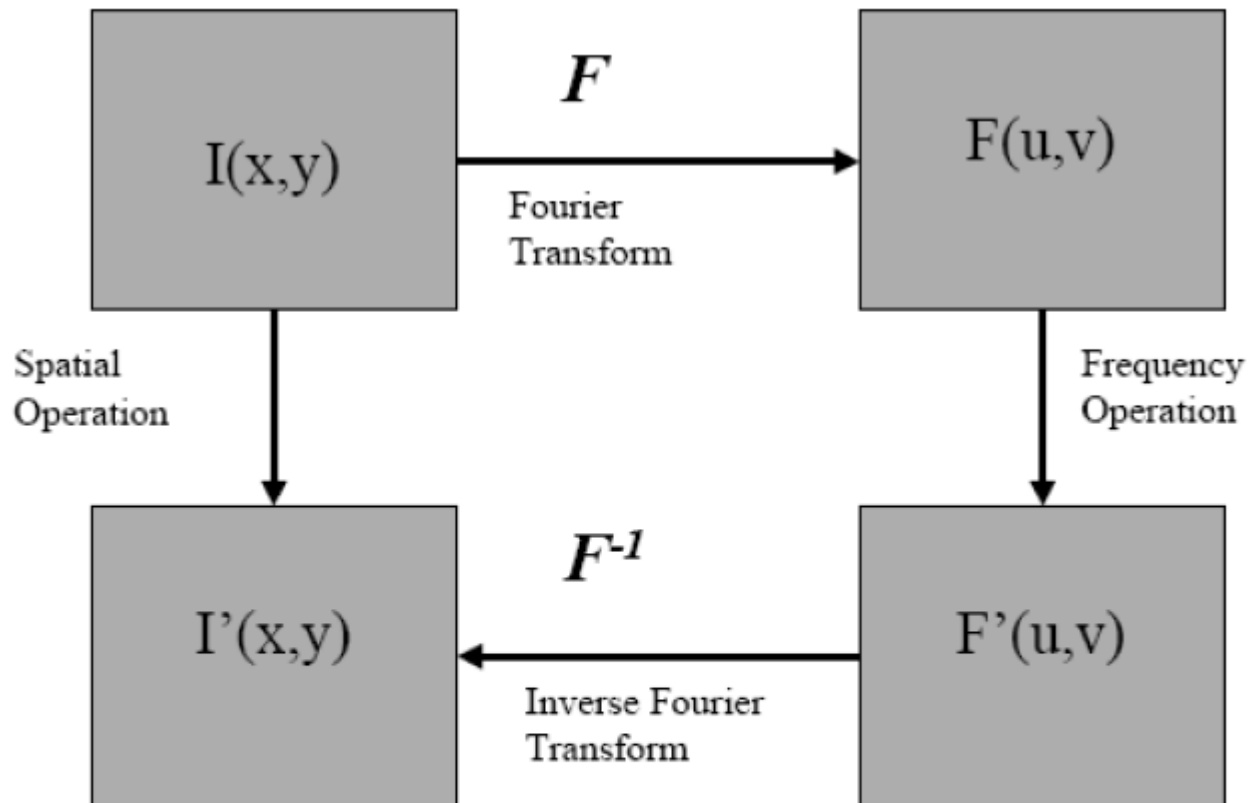 F
I(x,y)
F(u,v)
Fourier
Transform
Spatial
Operation
Frequency
Operation
F-1
I’(x,y)
F’(u,v)
Inverse Fourier
Transform